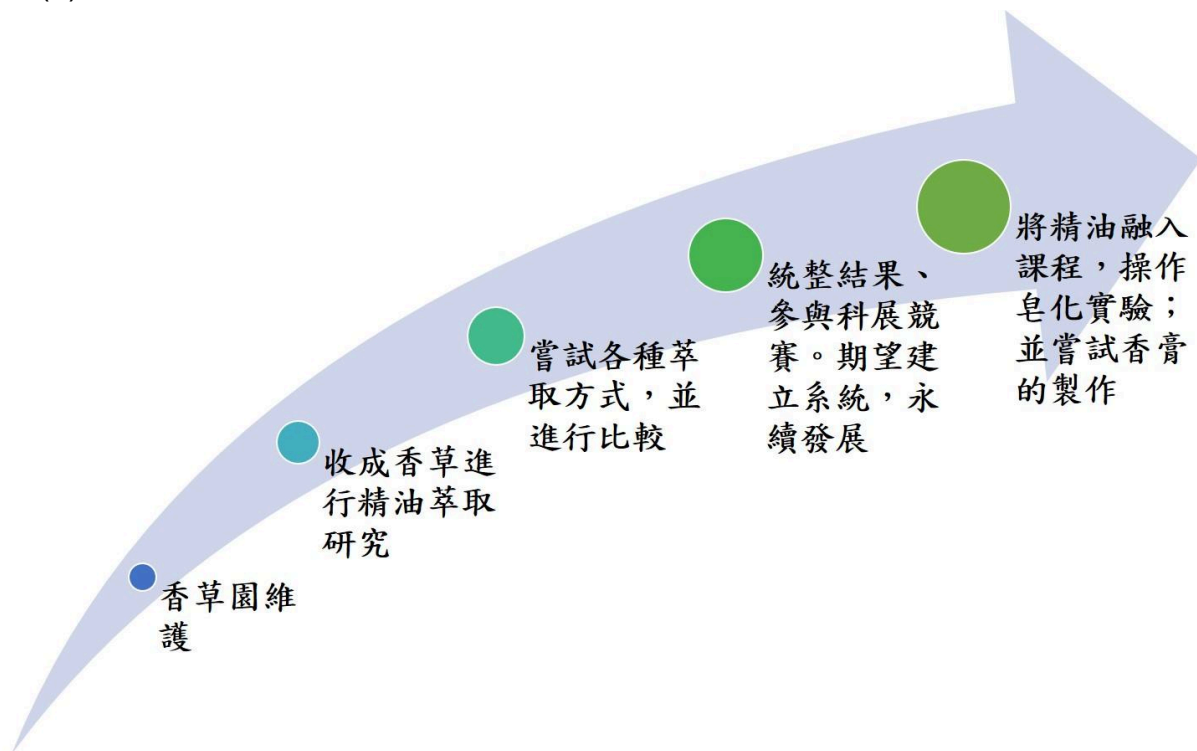 香草園維
護
收成香草進
行精油萃取
研究
嘗試各種萃
取方式，並
進行比較
統整結果、
參與科展競
賽。期望建
立系統，永
續發展
將精油融入
課程，操作
皂化實驗；
並嘗試香膏
的製作